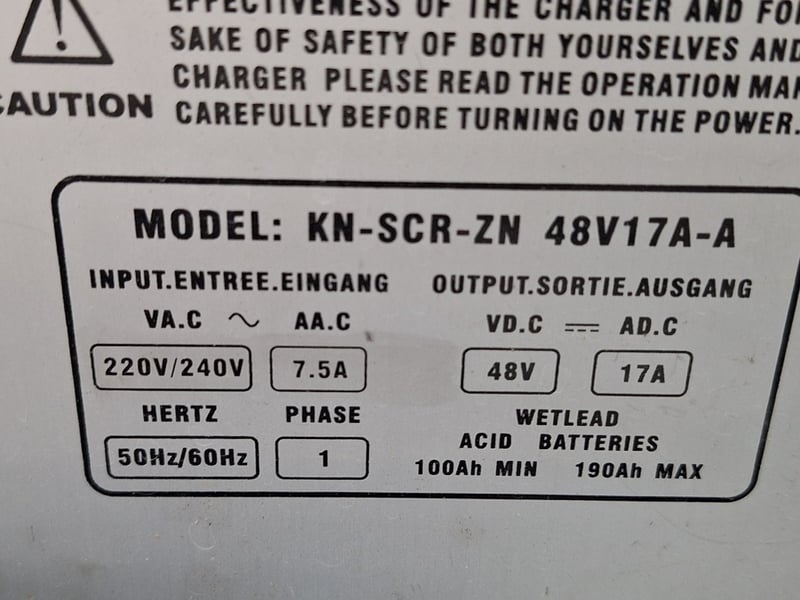 EFFECTIVENESS OF THE CHARGER AND FOR
SAKE OF SAFETY OF BOTH YOURSELVES AND
CHARGER PLEASE READ THE OPERATION MAN
CAUTION
CAREFULLY BEFORE TURNING ON THE POWER.
MODEL: KN-SCR-ZN 48V17A-A
INPUT.ENTREE.EINGANG OUTPUT.SORTIE.AUSGANG
VA.C ~ AA.C VD.C ⎓ AD.C
220V/240V 7.5A 48V 17A
HERTZ PHASE WETLEAD
ACID BATTERIES
50Hz/60Hz 1 100Ah MIN 190Ah MAX